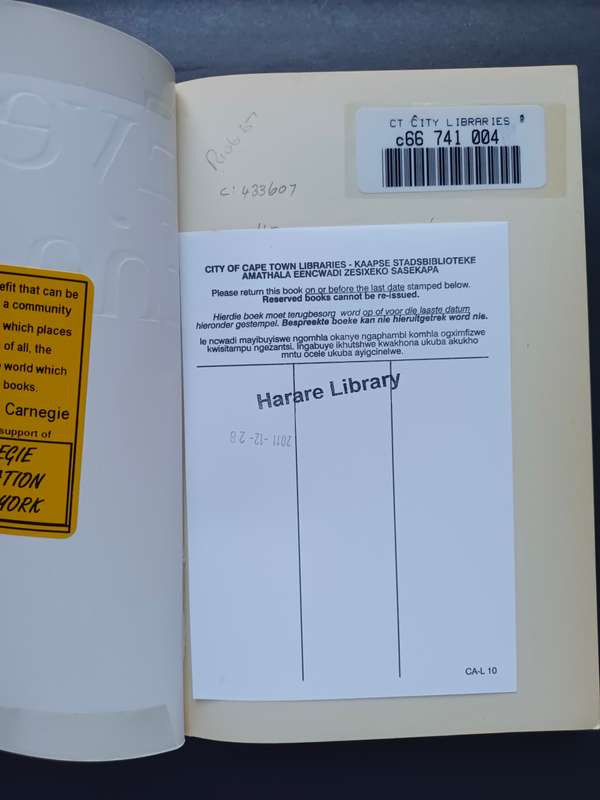 efit that can be
a community
which places
of all, the
world which
books.
Carnegie
support of
EGIE
ATION
YORK
CT CITY LIBRARIES
c66 741 004
c: 433607
CITY OF CAPE TOWN LIBRARIES - KAAPSE STADSBIBLIOTEKE
AMATHALA EENCWADI ZESIXEKO SASEKAPA
Please return this book on or before the last date stamped below.
Reserved books cannot be re-issued.
Hierdie boek moet terugbesorg word op of voor die laaste datum
hieronder gestempel. Bespreekte boeke kan nie hieruitgetrek word nie.
le ncwadi mayibuyiswe ngomhla okanye ngaphambi komhla ogximfizwe
kwisitampu ngezantsi. Ingabuye ikhutshwe kwakhona ukuba akukho
mntu ocele ukuba ayigcinelwe.
Harare Library
2011-12-28
CA-L 10